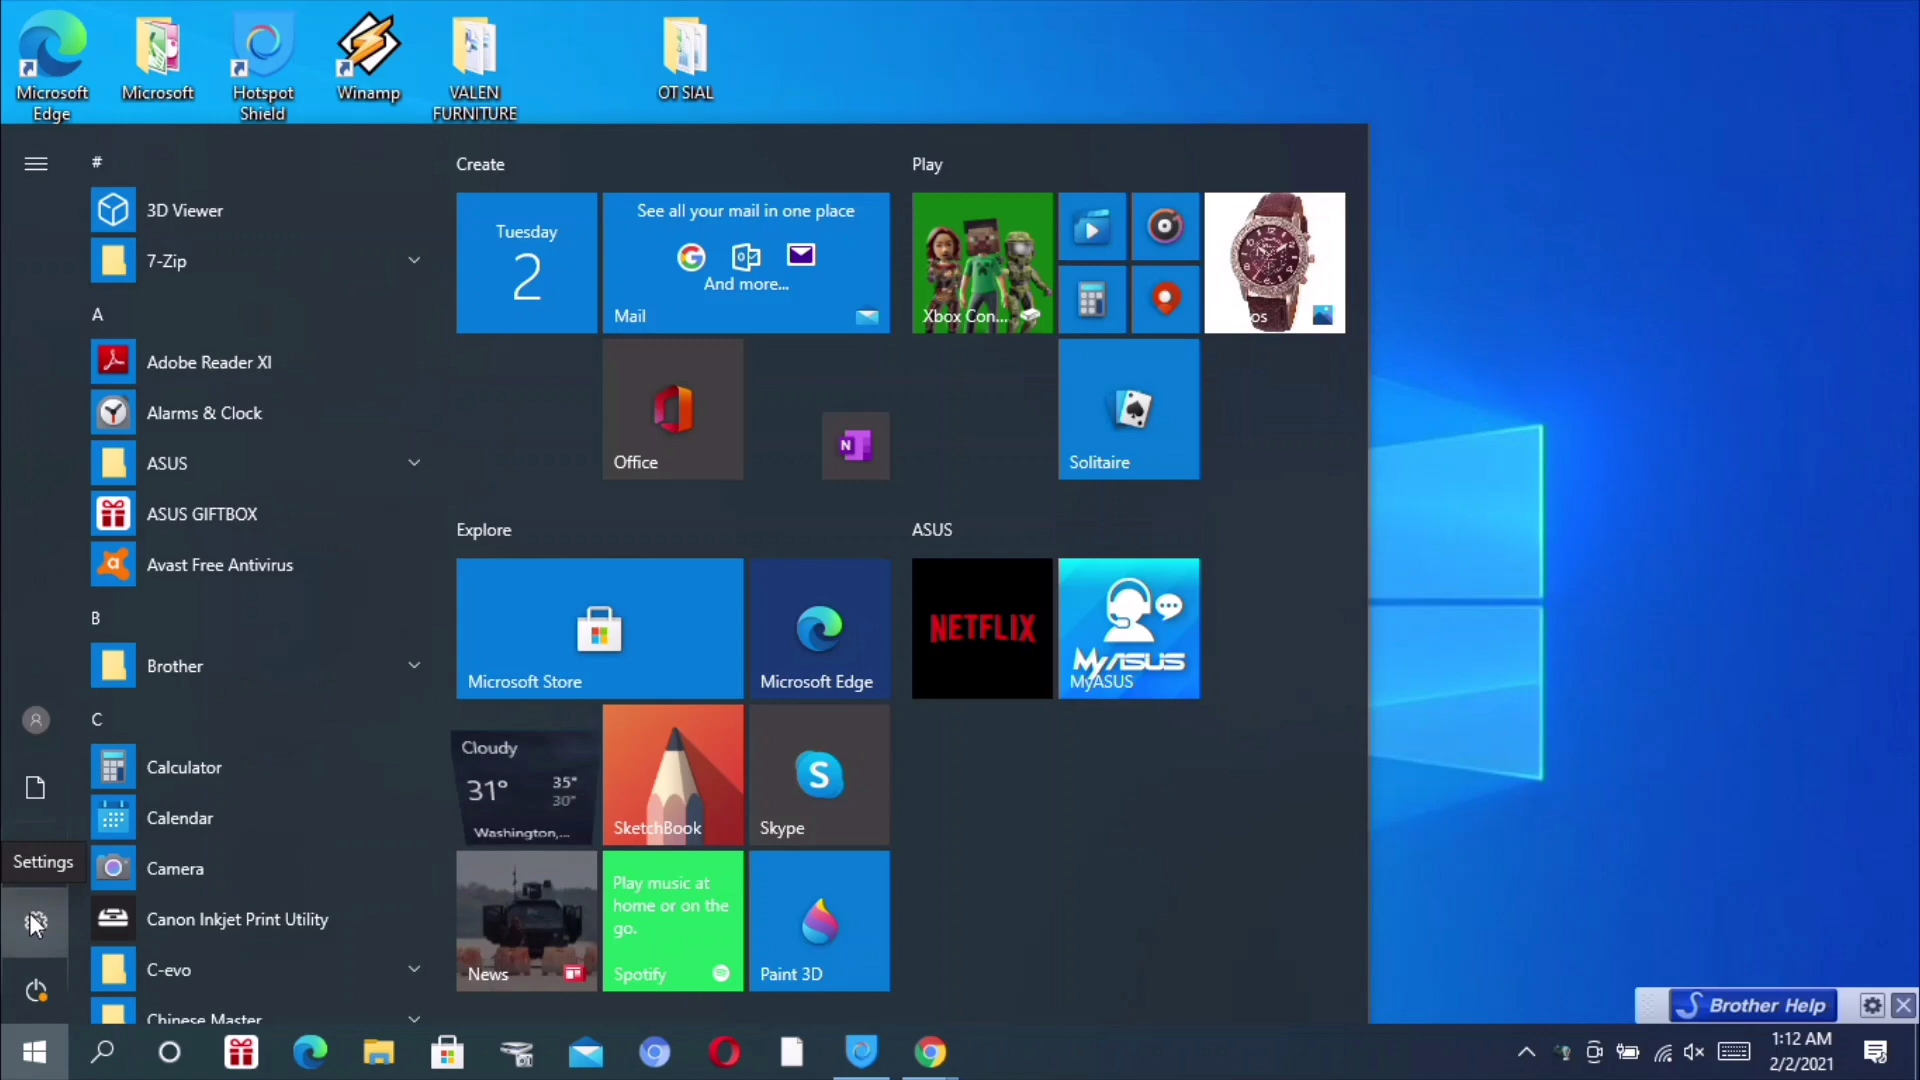 Microsoft
Edge
Microsoft
Hotspot
Shield
Winamp
VALEN
FURNITURE
OT SIAL
#
3D Viewer
7-Zip
A
Adobe Reader XI
Alarms & Clock
ASUS
ASUS GIFTBOX
Avast Free Antivirus
B
Brother
C
Calculator
Calendar
Settings
Camera
Canon Inkjet Print Utility
C-evo
Chinese Master
Create
Tuesday
2
See all your mail in one place
And more...
Mail
Office
N
Play
Xbox Con...
os
Solitaire
Explore
Microsoft Store
Microsoft Edge
Cloudy
31°
35°
30°
Washington,...
SketchBook
S
Skype
News
Play music at
home or on the
go.
Spotify
Paint 3D
ASUS
NETFLIX
MyASUS
MyASUS
Brother Help
1:12 AM
2/2/2021